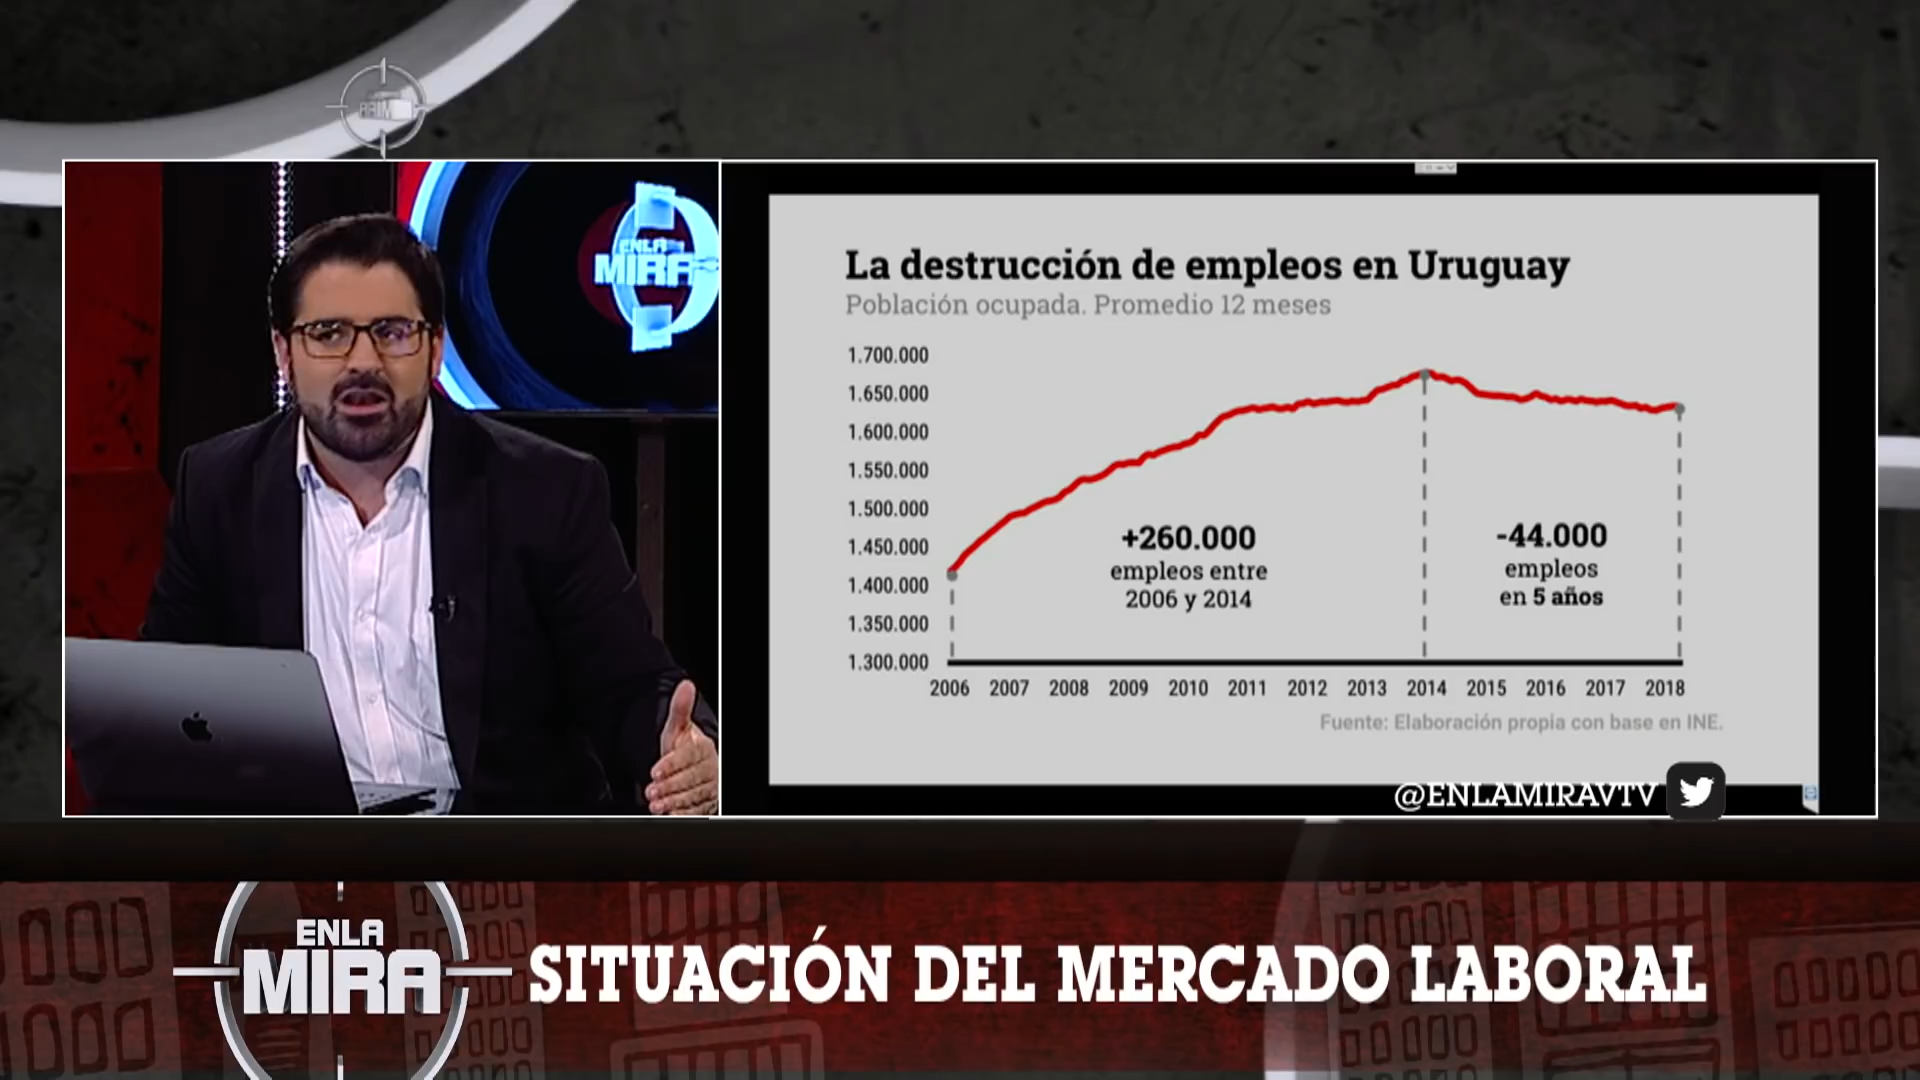 ENLA
MIRA
La destrucción de empleos en Uruguay
Población ocupada. Promedio 12 meses
1.700.000
1.650.000
1.600.000
1.550.000
1.500.000
1.450.000
1.400.000
1.350.000
1.300.000
+260.000
empleos entre
2006 y 2014
-44.000
empleos
en 5 años
2006 2007 2008 2009 2010 2011 2012 2013 2014 2015 2016 2017 2018
Fuente: Elaboración propia con base en INE.
@ENLAMIRAVTV
ENLA
MIRA
SITUACIÓN DEL MERCADO LABORAL